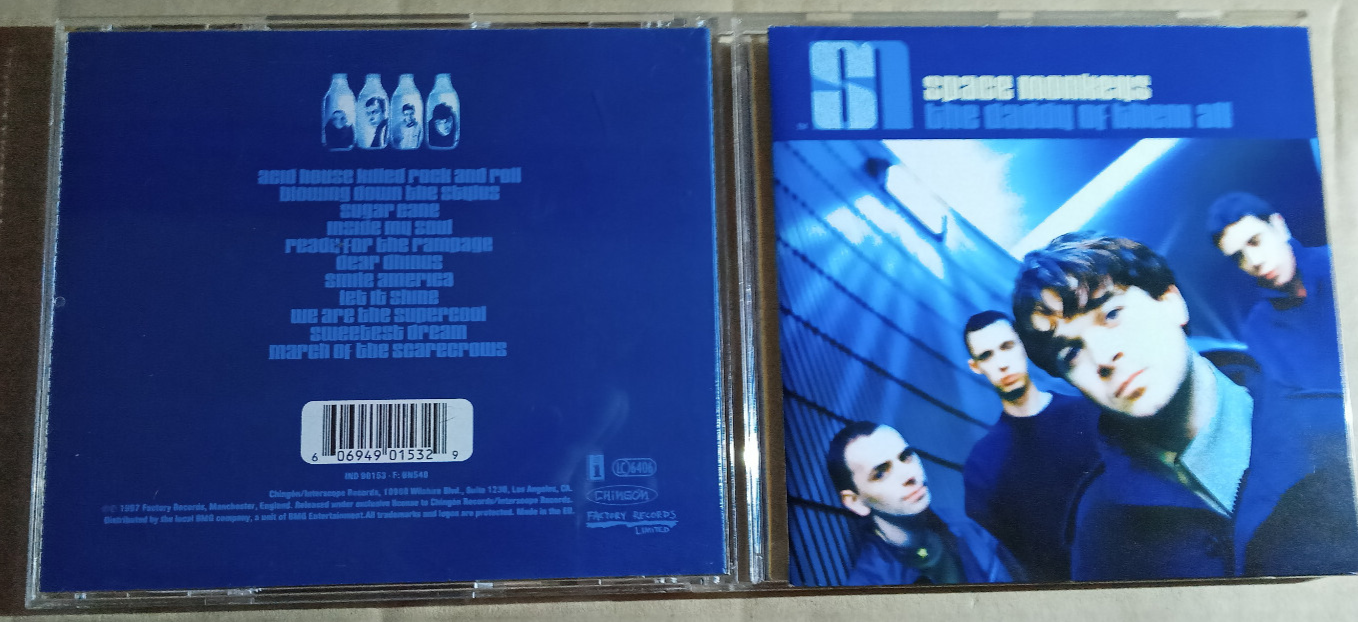 acid house killed rock and roll
blowing down the stylus
sugar cane
inside my soul
ready for the rampage
dear dhinus
smile america
let it shine
we are the supercool
sweetest dream
march of the scarecrows
6 06949 01532 9
IND 90153 - F: UN540
Chingón/Interscope Records, 10900 Wilshire Blvd., Suite 1230, Los Angeles, CA.
℗© 1997 Factory Records, Manchester, England. Released under exclusive license to Chingón Records/Interscope Records.
Distributed by the local BMG company, a unit of BMG Entertainment.All trademarks and logos are protected. Made in the EU.
i
LC 6406
CHINGON
FACTORY RECORDS
LIMITED
SM
space monkeys
the daddy of them all